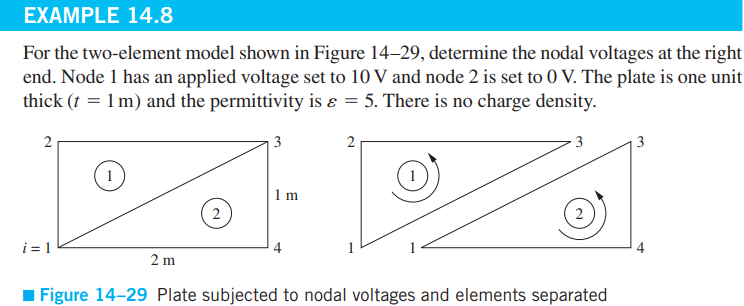 EXAMPLE 14.8
For the two-element model shown in Figure 14–29, determine the nodal voltages at the right
end. Node 1 has an applied voltage set to 10 V and node 2 is set to 0 V. The plate is one unit
thick (t = 1 m) and the permittivity is ε = 5. There is no charge density.
2 3 2 3 3
1 1
1 m
2 2
i = 1 4 1 1 4
2 m
Figure 14–29 Plate subjected to nodal voltages and elements separated